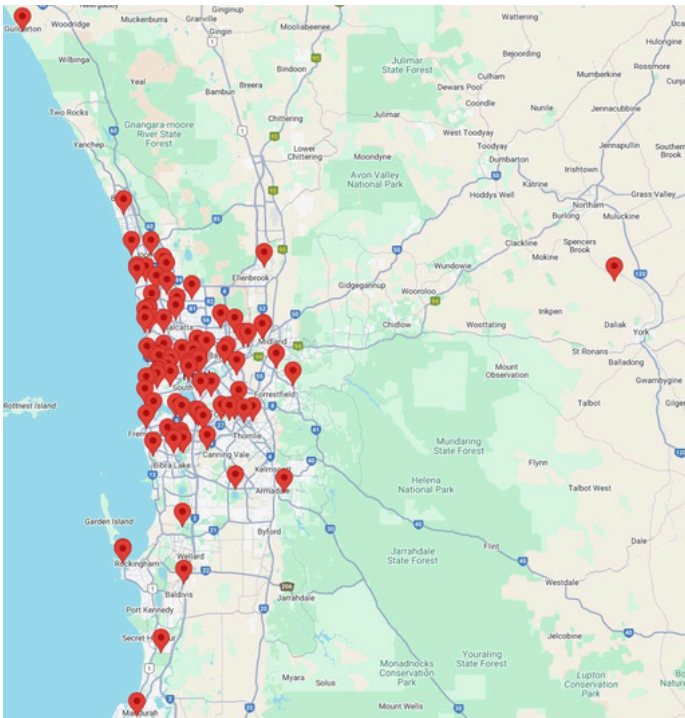 Muckenburra
Granville
Gingin
Mooliabeenee
Wattering
Hulongine
Woodridge
Wilbinga
Bindoon
Julimar
State Forest
Bejoording
Rossmore
Mumberkine
Culham
Dewars Pool
Coondle
Nunile
Jennacubbine
Yeal
Breera
Bambun
Two Rocks
Gnangara-moore
River State
Forest
Chittering
Julimar
West Toodyay
Toodyay
Jennapullin
Southern
Brook
Yanchep
Lower
Chittering
Moondyne
Dumbarton
Irishtown
Avon Valley
National Park
Katrine
Hoddys Well
Grass Valley
Northam
Burlong
Muluckine
Clackline
Spencers
Brook
Mokine
Ellenbrook
Gidgegannup
Wundowie
Wooroloo
Inkpen
Daliak
Chidlow
Woottating
York
Midland
St Ronans
Balladong
Mount
Observation
Gwambygine
Talbot
Forrestfield
South
Rottnest Island
Thornlie
Canning Vale
Mundaring
State Forest
Flynn
Bibra Lake
Kelmscott
Helena
National Park
Talbot West
Armadale
Garden Island
Byford
Dale
Flint
Jarrahdale
State Forest
Wellard
Rockingham
Westdale
Baldivis
Jarrahdale
Port Kennedy
Jelcobine
Youraling
State Forest
Monadnocks
Conservation
Park
Lupton
Conservation
Park
Myara
Solus
Mount Wells